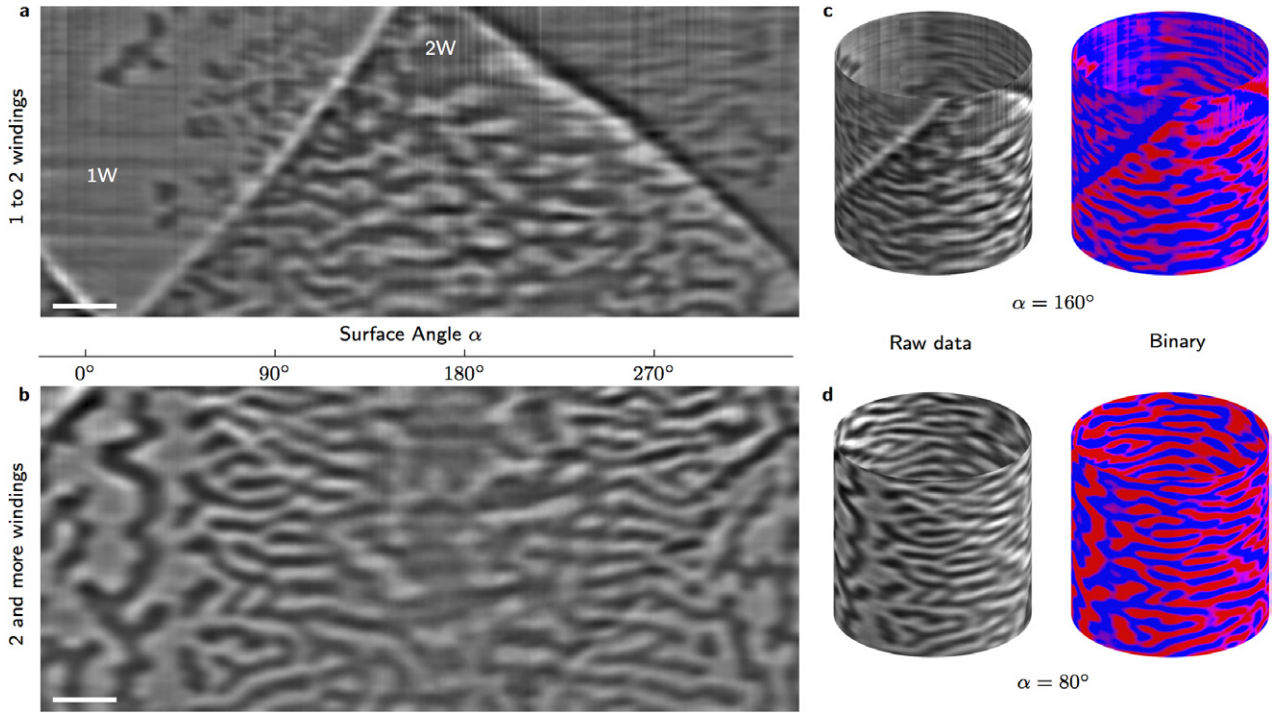 a
1 to 2 windings
1W
2W
Surface Angle α
0° 90° 180° 270°
b
2 and more windings
c
α = 160°
Raw data
Binary
d
α = 80°